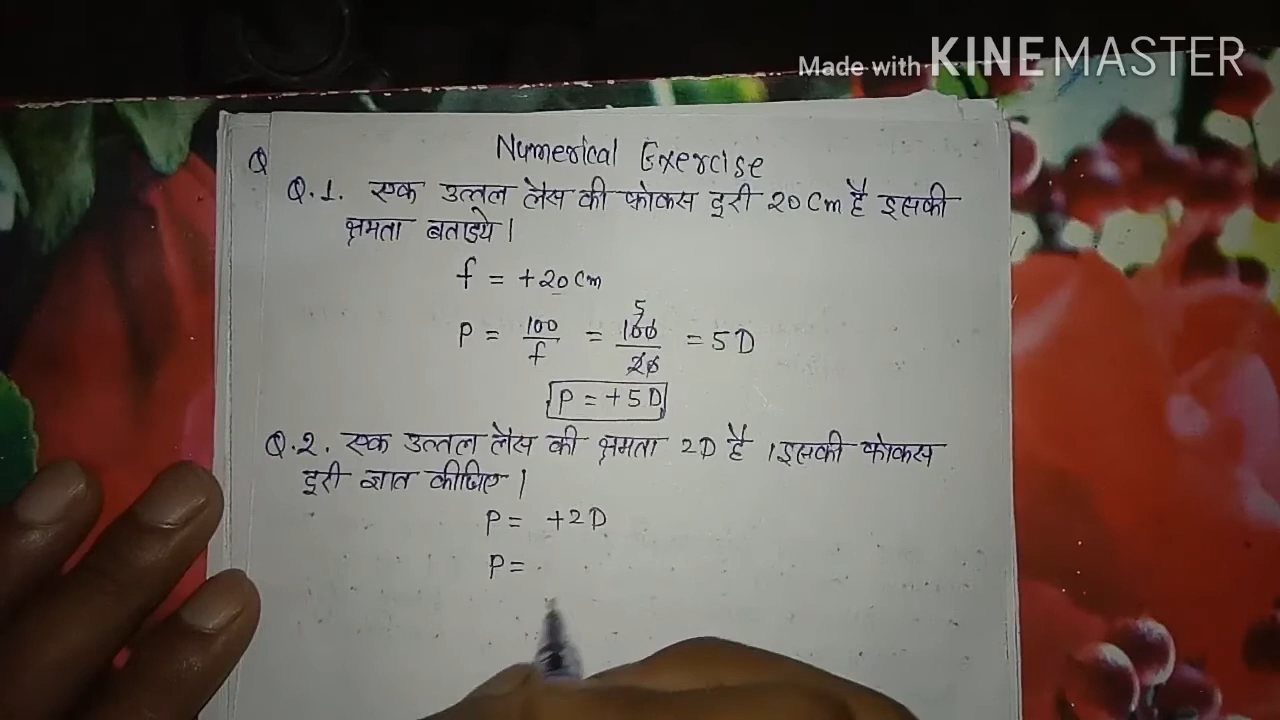 Made with KINEMASTER
Numerical Exercise
Q
Q.1. एक उत्तल लैंस की फोकस दुरी 20 Cm है इसकी
क्षमता बताइये।
f = +20 Cm
P = 100/f = 100/20 = 5 D
5
P = +5D
Q.2. एक उत्तल लैंस की क्षमता 2D है । इसकी फोकस
दुरी ज्ञात कीजिए।
P = +2D
P =